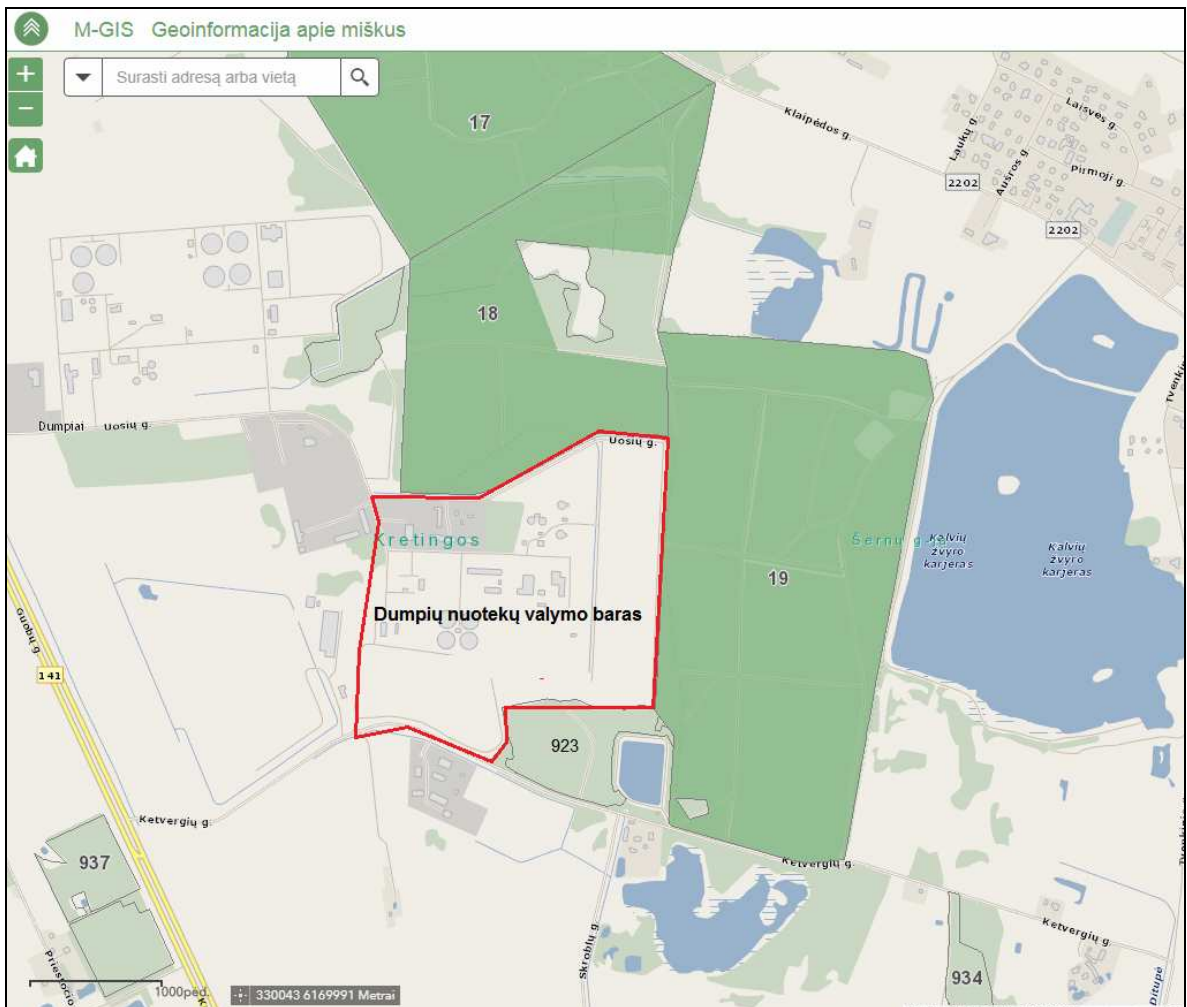 M-GIS Geoinformacija apie miškus
+
Surasti adresą arba vietą
−
17
Klaipėdos g.
Laukų g.
Laisvės g.
Aušros g.
Pirmoji g.
2202
2202
18
Dumpiai
Uosių g.
Uosių g.
Kretingos
Kalvių
žvyro
karjeras
Kalvių
žvyro
karjeras
19
Dumpių nuotekų valymo baras
141
923
Ketvergių g.
937
Ketvergių g.
Ketvergių g.
Skroblų g.
934
1000pėd.
330043 6169991 Metrai